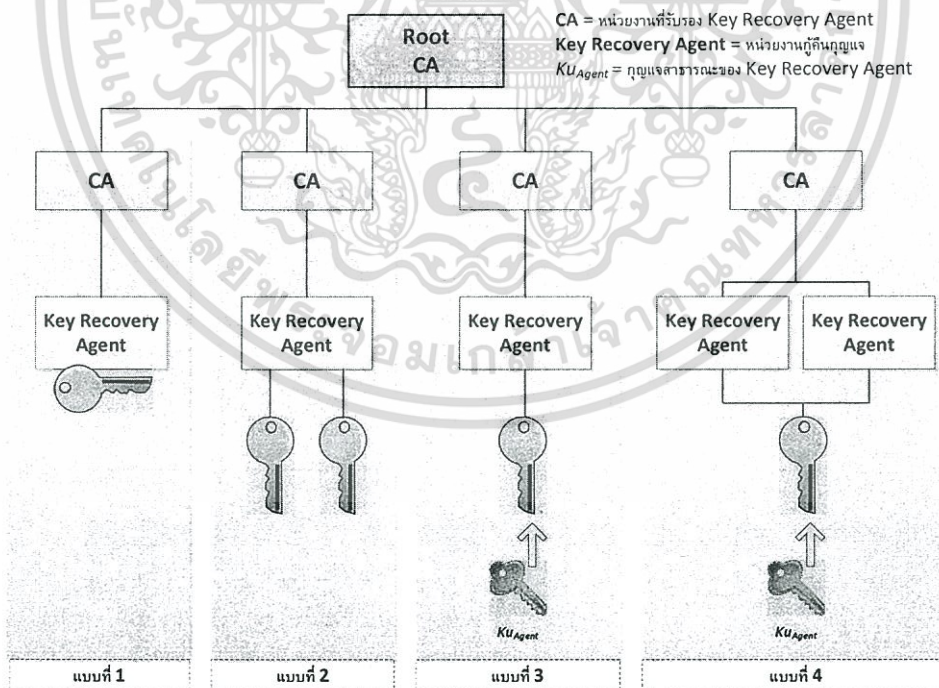 Root
CA
CA = หน่วยงานที่รับรอง Key Recovery Agent
Key Recovery Agent = หน่วยงานกู้คืนกุญแจ
Ku_Agent = กุญแจสาธารณะของ Key Recovery Agent
CA
CA
CA
CA
Key Recovery
Agent
Key Recovery
Agent
Key Recovery
Agent
Key Recovery
Agent
Key Recovery
Agent
Ku_Agent
Ku_Agent
แบบที่ 1
แบบที่ 2
แบบที่ 3
แบบที่ 4